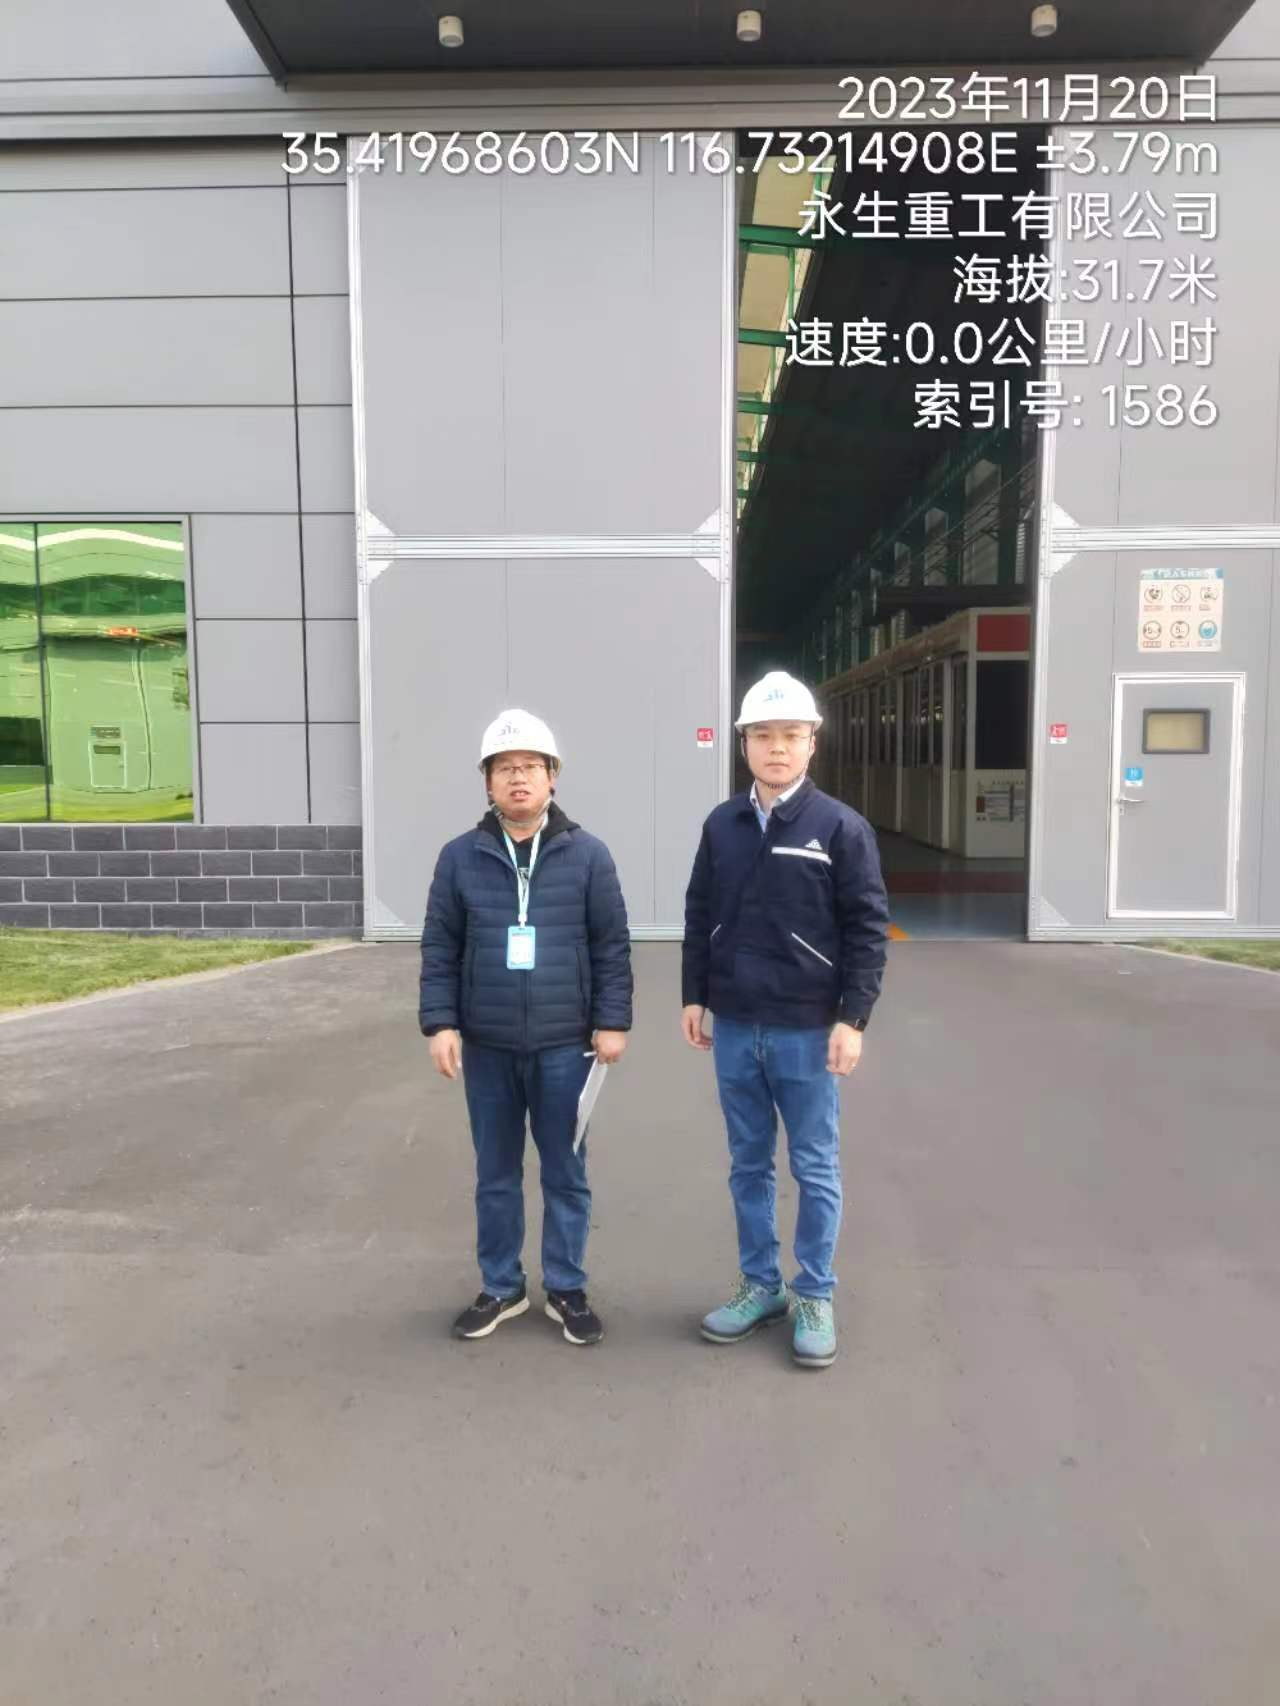 2023年11月20日
35.41968603N 116.73214908E ±3.79m
永生重工有限公司
海拔:31.7米
速度:0.0公里/小时
索引号: 1586